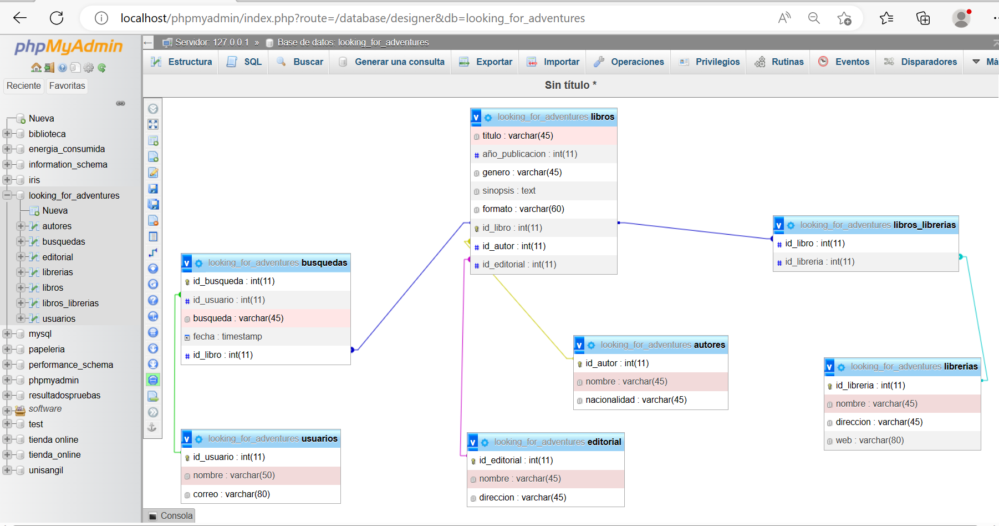 localhost/phpmyadmin/index.php?route=/database/designer&db=looking_for_adventures
phpMyAdmin
Reciente Favoritas
Nueva
biblioteca
energia_consumida
information_schema
iris
looking_for_adventures
Nueva
autores
busquedas
editorial
librerias
libros
libros_librerias
usuarios
mysql
papeleria
performance_schema
phpmyadmin
resultadospruebas
software
test
tienda online
tienda_online
unisangil
Servidor: 127.0.0.1 » Base de datos: looking_for_adventures
Estructura SQL Buscar Generar una consulta Exportar Importar Operaciones Privilegios Rutinas Eventos Disparadores Má
Sin título *
v looking_for_adventures libros
titulo : varchar(45)
# año_publicacion : int(11)
genero : varchar(45)
sinopsis : text
formato : varchar(60)
id_libro : int(11)
# id_autor : int(11)
# id_editorial : int(11)
v looking_for_adventures libros_librerias
# id_libro : int(11)
# id_libreria : int(11)
v looking_for_adventures busquedas
id_busqueda : int(11)
# id_usuario : int(11)
busqueda : varchar(45)
fecha : timestamp
# id_libro : int(11)
v looking_for_adventures autores
id_autor : int(11)
nombre : varchar(45)
nacionalidad : varchar(45)
v looking_for_adventures librerias
id_libreria : int(11)
nombre : varchar(45)
direccion : varchar(45)
web : varchar(80)
v looking_for_adventures usuarios
id_usuario : int(11)
nombre : varchar(50)
correo : varchar(80)
v looking_for_adventures editorial
id_editorial : int(11)
nombre : varchar(45)
direccion : varchar(45)
Consola